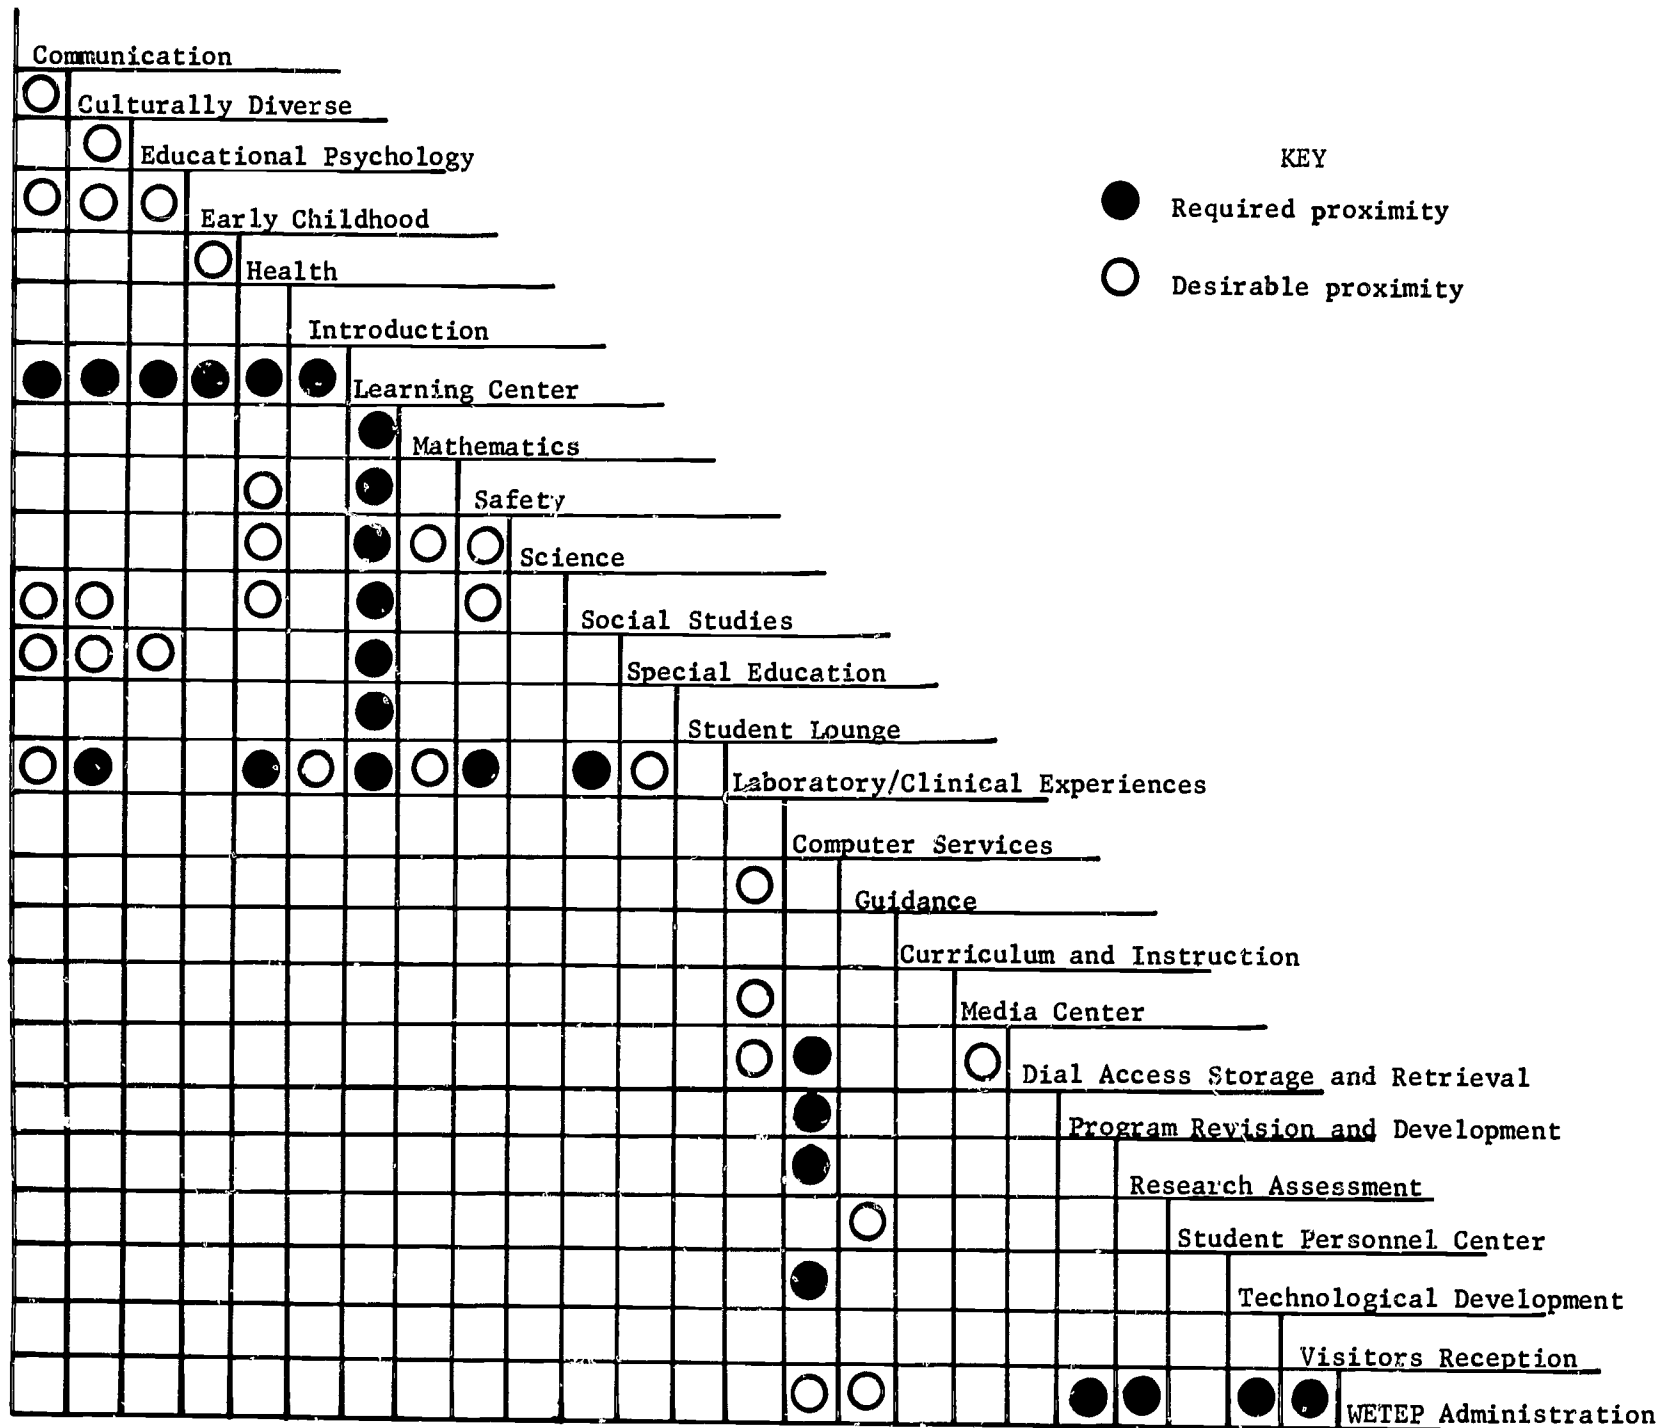 Communication
Culturally Diverse
Educational Psychology
KEY
Required proximity
Early Childhood
Health
Desirable proximity
Introduction
Learning Center
Mathematics
Safety
Science
Social Studies
Special Education
Student Lounge
Laboratory/Clinical Experiences
Computer Services
Guidance
Curriculum and Instruction
Media Center
Dial Access Storage and Retrieval
Program Revision and Development
Research Assessment
Student Personnel Center
Technological Development
Visitors Reception
WETEP Administration